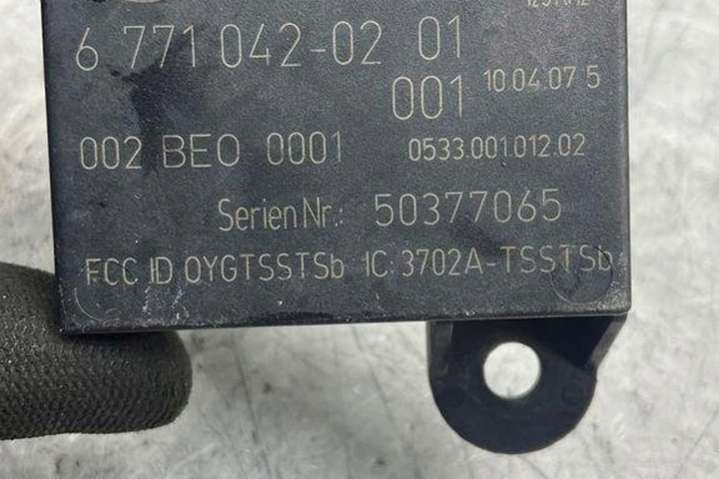 6 771 042-02 01
001 10.04.07 5
002 BE0 0001 0533.001.012.02
Serien Nr.: 50377065
FCC ID OYGTSSTSb IC: 3702A-TSSTSb